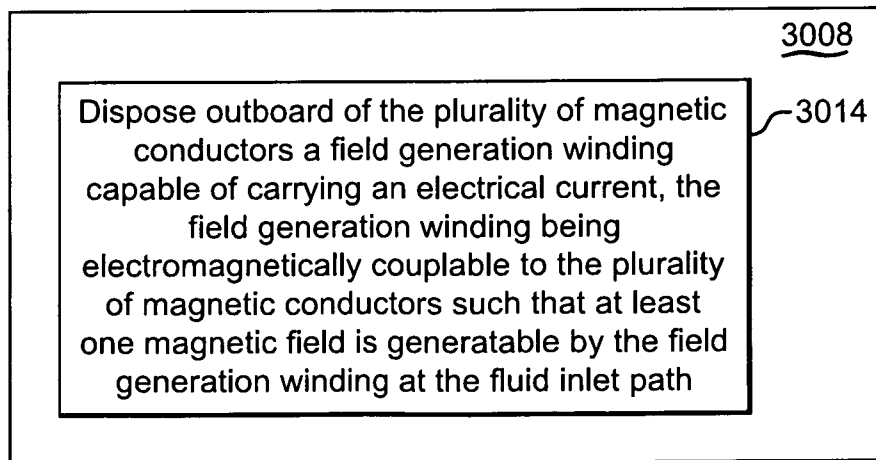 3008
Dispose outboard of the plurality of magnetic
conductors a field generation winding
capable of carrying an electrical current, the
field generation winding being
electromagnetically couplable to the plurality
of magnetic conductors such that at least
one magnetic field is generatable by the field
generation winding at the fluid inlet path
3014